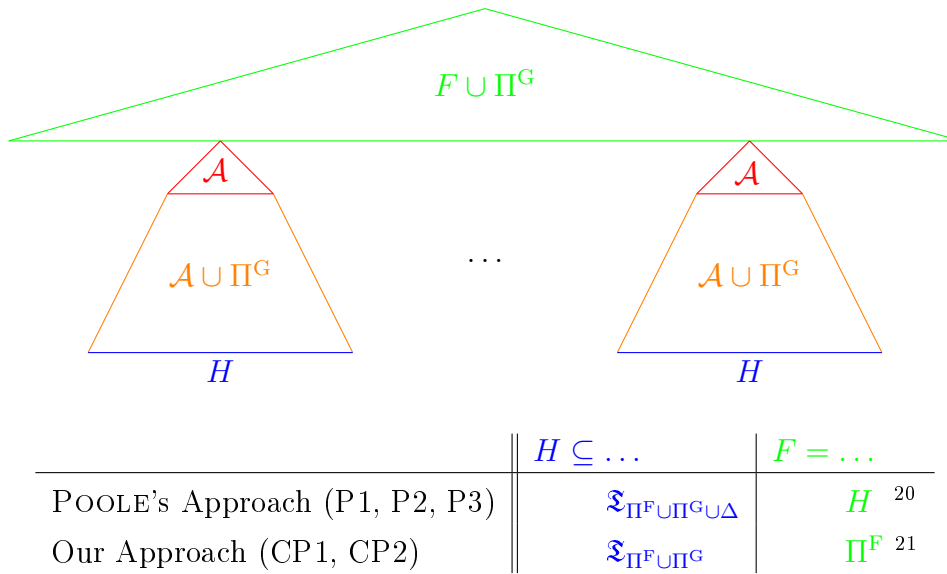 F ∪ Π^G
𝒜 𝒜
𝒜 ∪ Π^G … 𝒜 ∪ Π^G
H H
H ⊆ … F = …
POOLE's Approach (P1, P2, P3) 𝔗_{Π^F∪Π^G∪Δ} H ^20
Our Approach (CP1, CP2) 𝔗_{Π^F∪Π^G} Π^F ^21